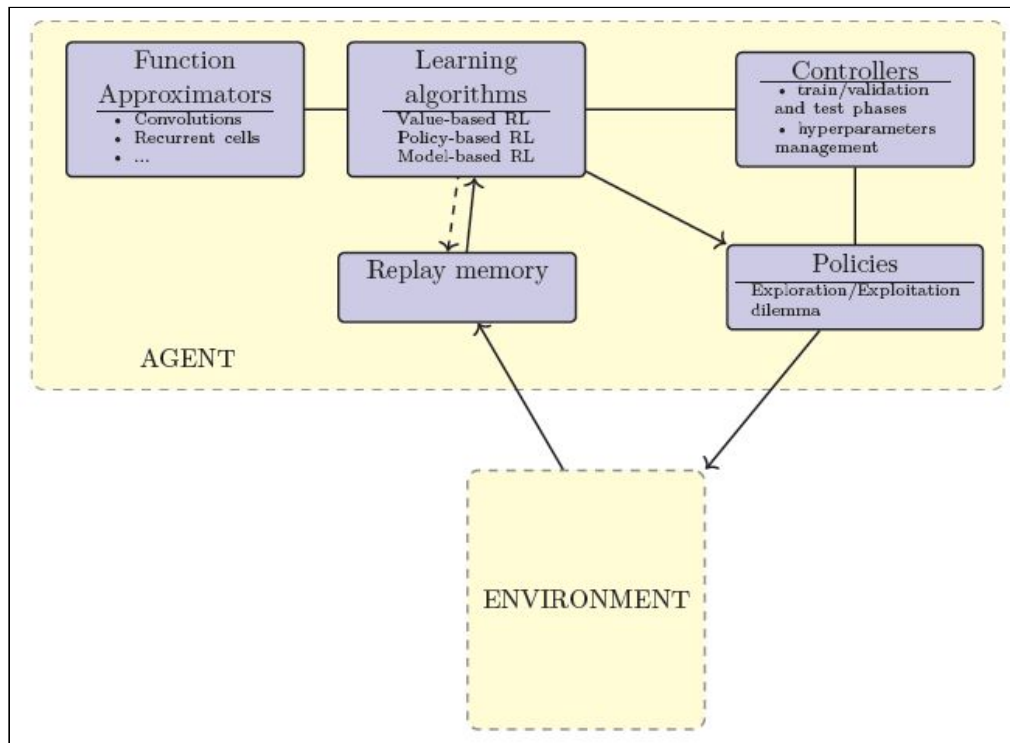 Function
Approximators
• Convolutions
• Recurrent cells
• ...
Learning
algorithms
Value-based RL
Policy-based RL
Model-based RL
Controllers
• train/validation
and test phases
• hyperparameters
management
Replay memory
Policies
Exploration/Exploitation
dilemma
AGENT
ENVIRONMENT